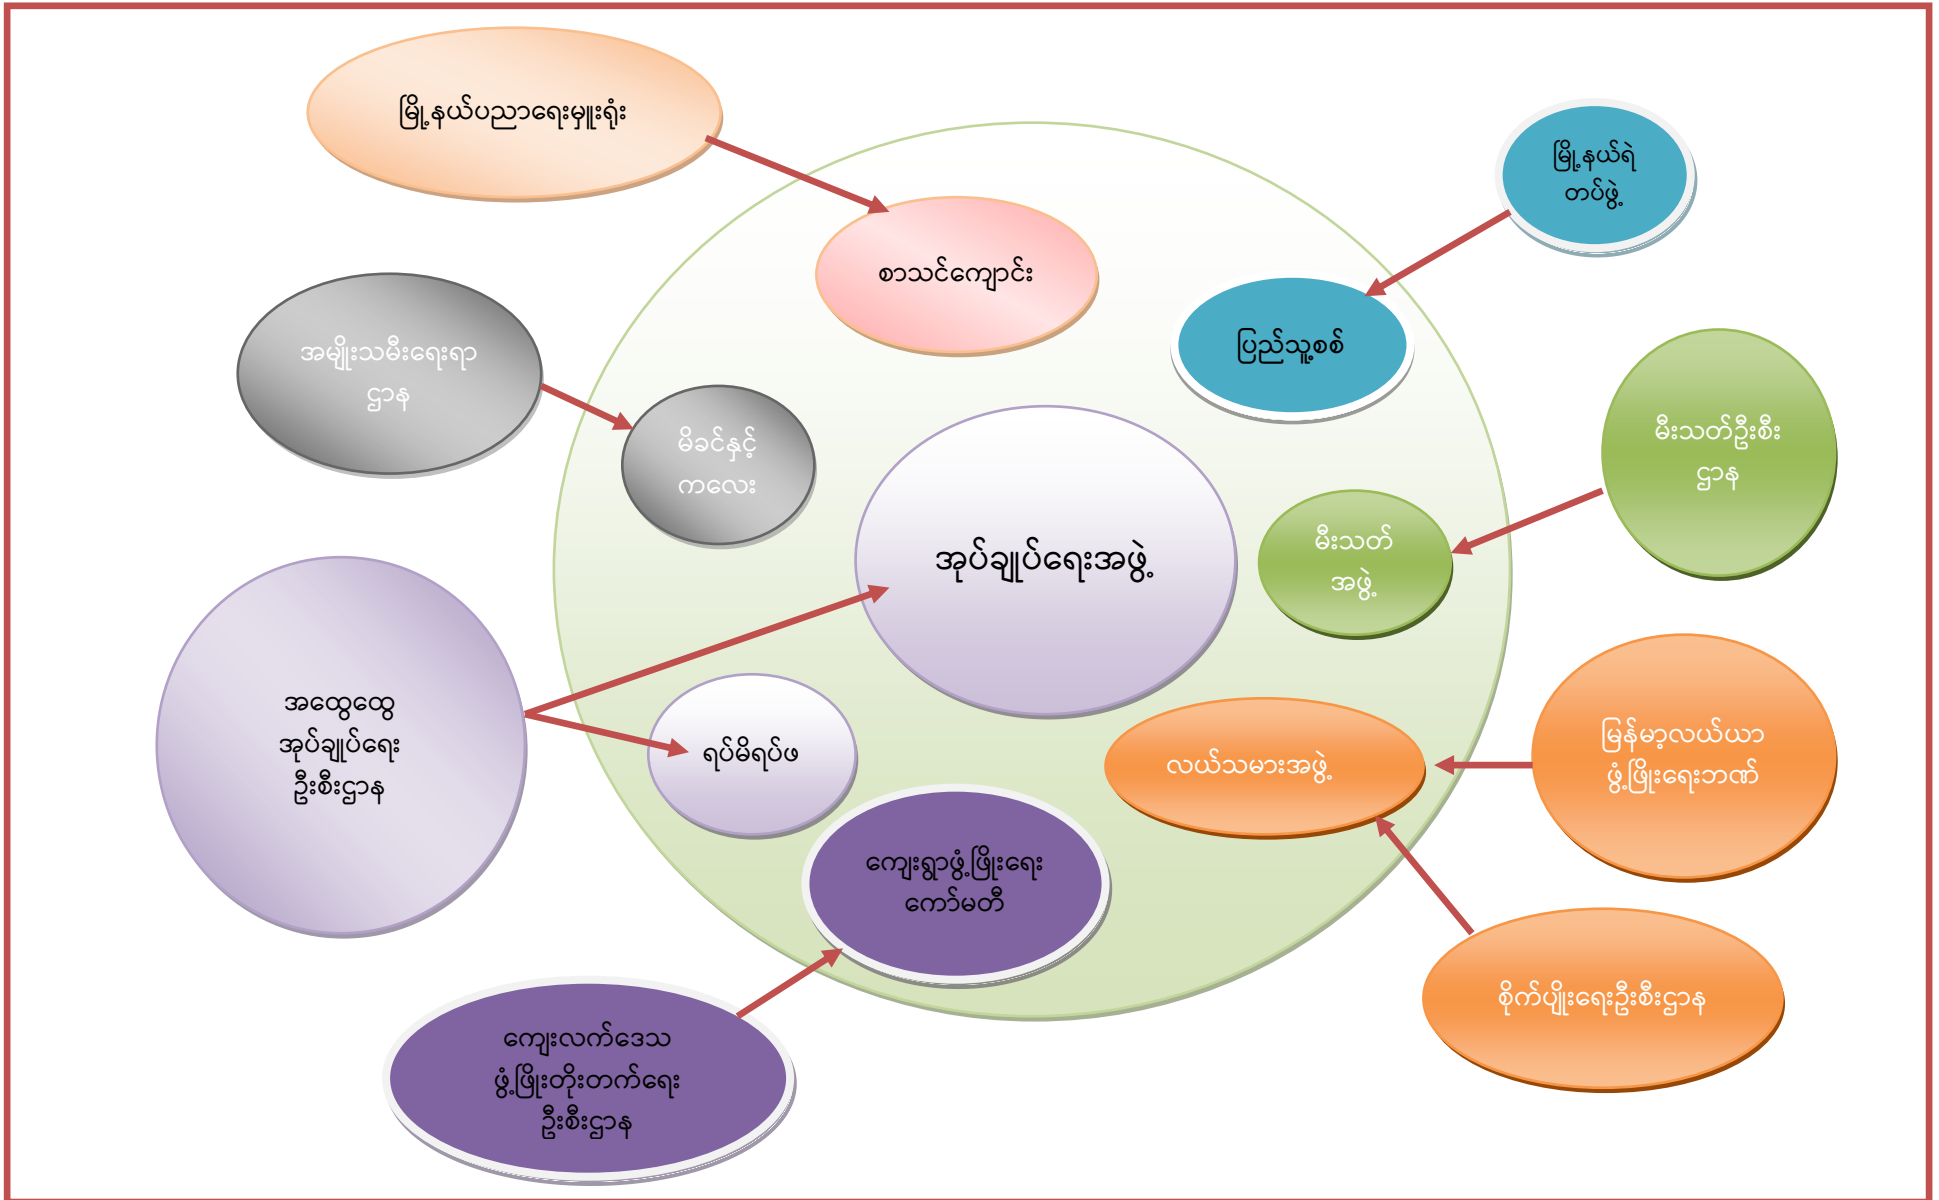 မြို့နယ်ပညာရေးမှူးရုံး
မြို့နယ်ရဲ
တပ်ဖွဲ့
စာသင်ကျောင်း
ပြည်သူ့စစ်
အမျိုးသမီးရေးရာ
ဌာန
မိခင်နှင့်
ကလေး
မီးသတ်ဦးစီး
ဌာန
အုပ်ချုပ်ရေးအဖွဲ့
မီးသတ်
အဖွဲ့
အထွေထွေ
အုပ်ချုပ်ရေး
ဦးစီးဌာန
ရပ်မိရပ်ဖ
လယ်သမားအဖွဲ့
မြန်မာ့လယ်ယာ
ဖွံ့ဖြိုးရေးဘဏ်
ကျေးရွာဖွံ့ဖြိုးရေး
ကော်မတီ
စိုက်ပျိုးရေးဦးစီးဌာန
ကျေးလက်ဒေသ
ဖွံ့ဖြိုးတိုးတက်ရေး
ဦးစီးဌာန